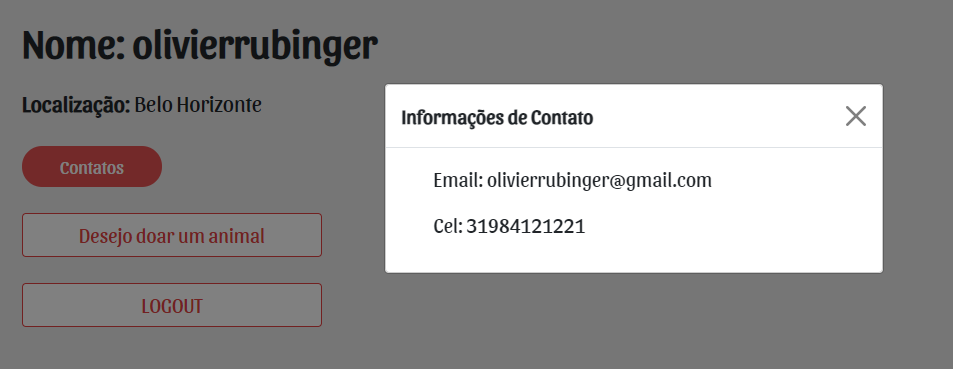 Nome: olivierrubinger
Localização: Belo Horizonte
Contatos
Desejo doar um animal
LOGOUT
Informações de Contato
Email: olivierrubinger@gmail.com
Cel: 31984121221